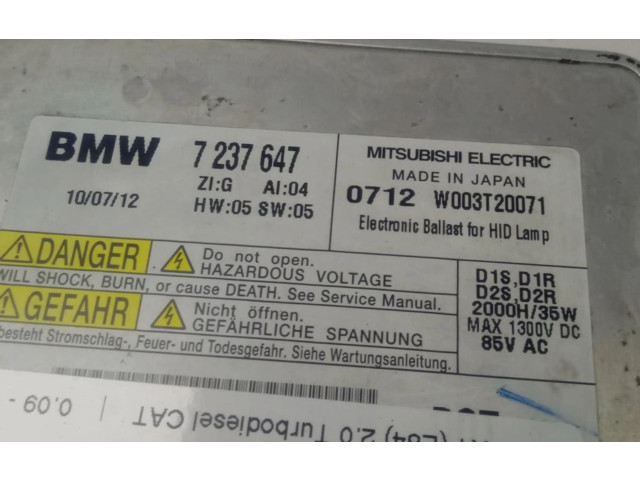 BMW 7 237 647
10/07/12
ZI:G AI:04
HW:05 SW:05
MITSUBISHI ELECTRIC
MADE IN JAPAN
0712 W003T20071
Electronic Ballast for HID Lamp
DANGER
Do not open.
HAZARDOUS VOLTAGE
WILL SHOCK, BURN, or cause DEATH. See Service Manual.
GEFAHR
Nicht öffnen.
GEFÄHRLICHE SPANNUNG
besteht Stromschlag-, Feuer- und Todesgefahr. Siehe Wartungsanleitung.
D1S,D1R
D2S,D2R
2000H/35W
MAX 1300V DC
85V AC
(E84) 2.0 Turbodiesel CAT | 0.09 -